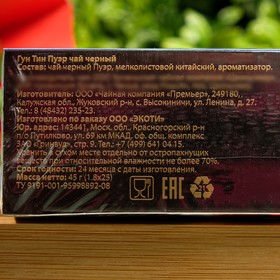 Гун Тин Пуэр чай черный
Состав: чай черный Пуэр, мелколистовой китайский, ароматизатор.
Изготовитель: ООО «Чайная компания «Премьер», 249180,
Калужская обл., Жуковский р-н, с. Высокиничи, ул. Ленина, д. 27.
Тел.: 8 (48432) 235-23.
Изготовлено по заказу ООО «ЭКОТИ»
Юр. адрес: 143441, Моск. обл., Красногорский р-н
п/о Путилково, ул. 69 км МКАД, оф. общ. компл.
ЗАО «Гринвуд», стр. 9. Тел.: +7 (499) 641 04 15.
Хранить в сухом месте отдельно от остропахнущих
веществ при относительной влажности не более 70%.
Срок годности: 24 месяца с даты изготовления.
Масса нетто: 45 г (1.8х25)
ТУ 9191-001-95998892-08
EAC